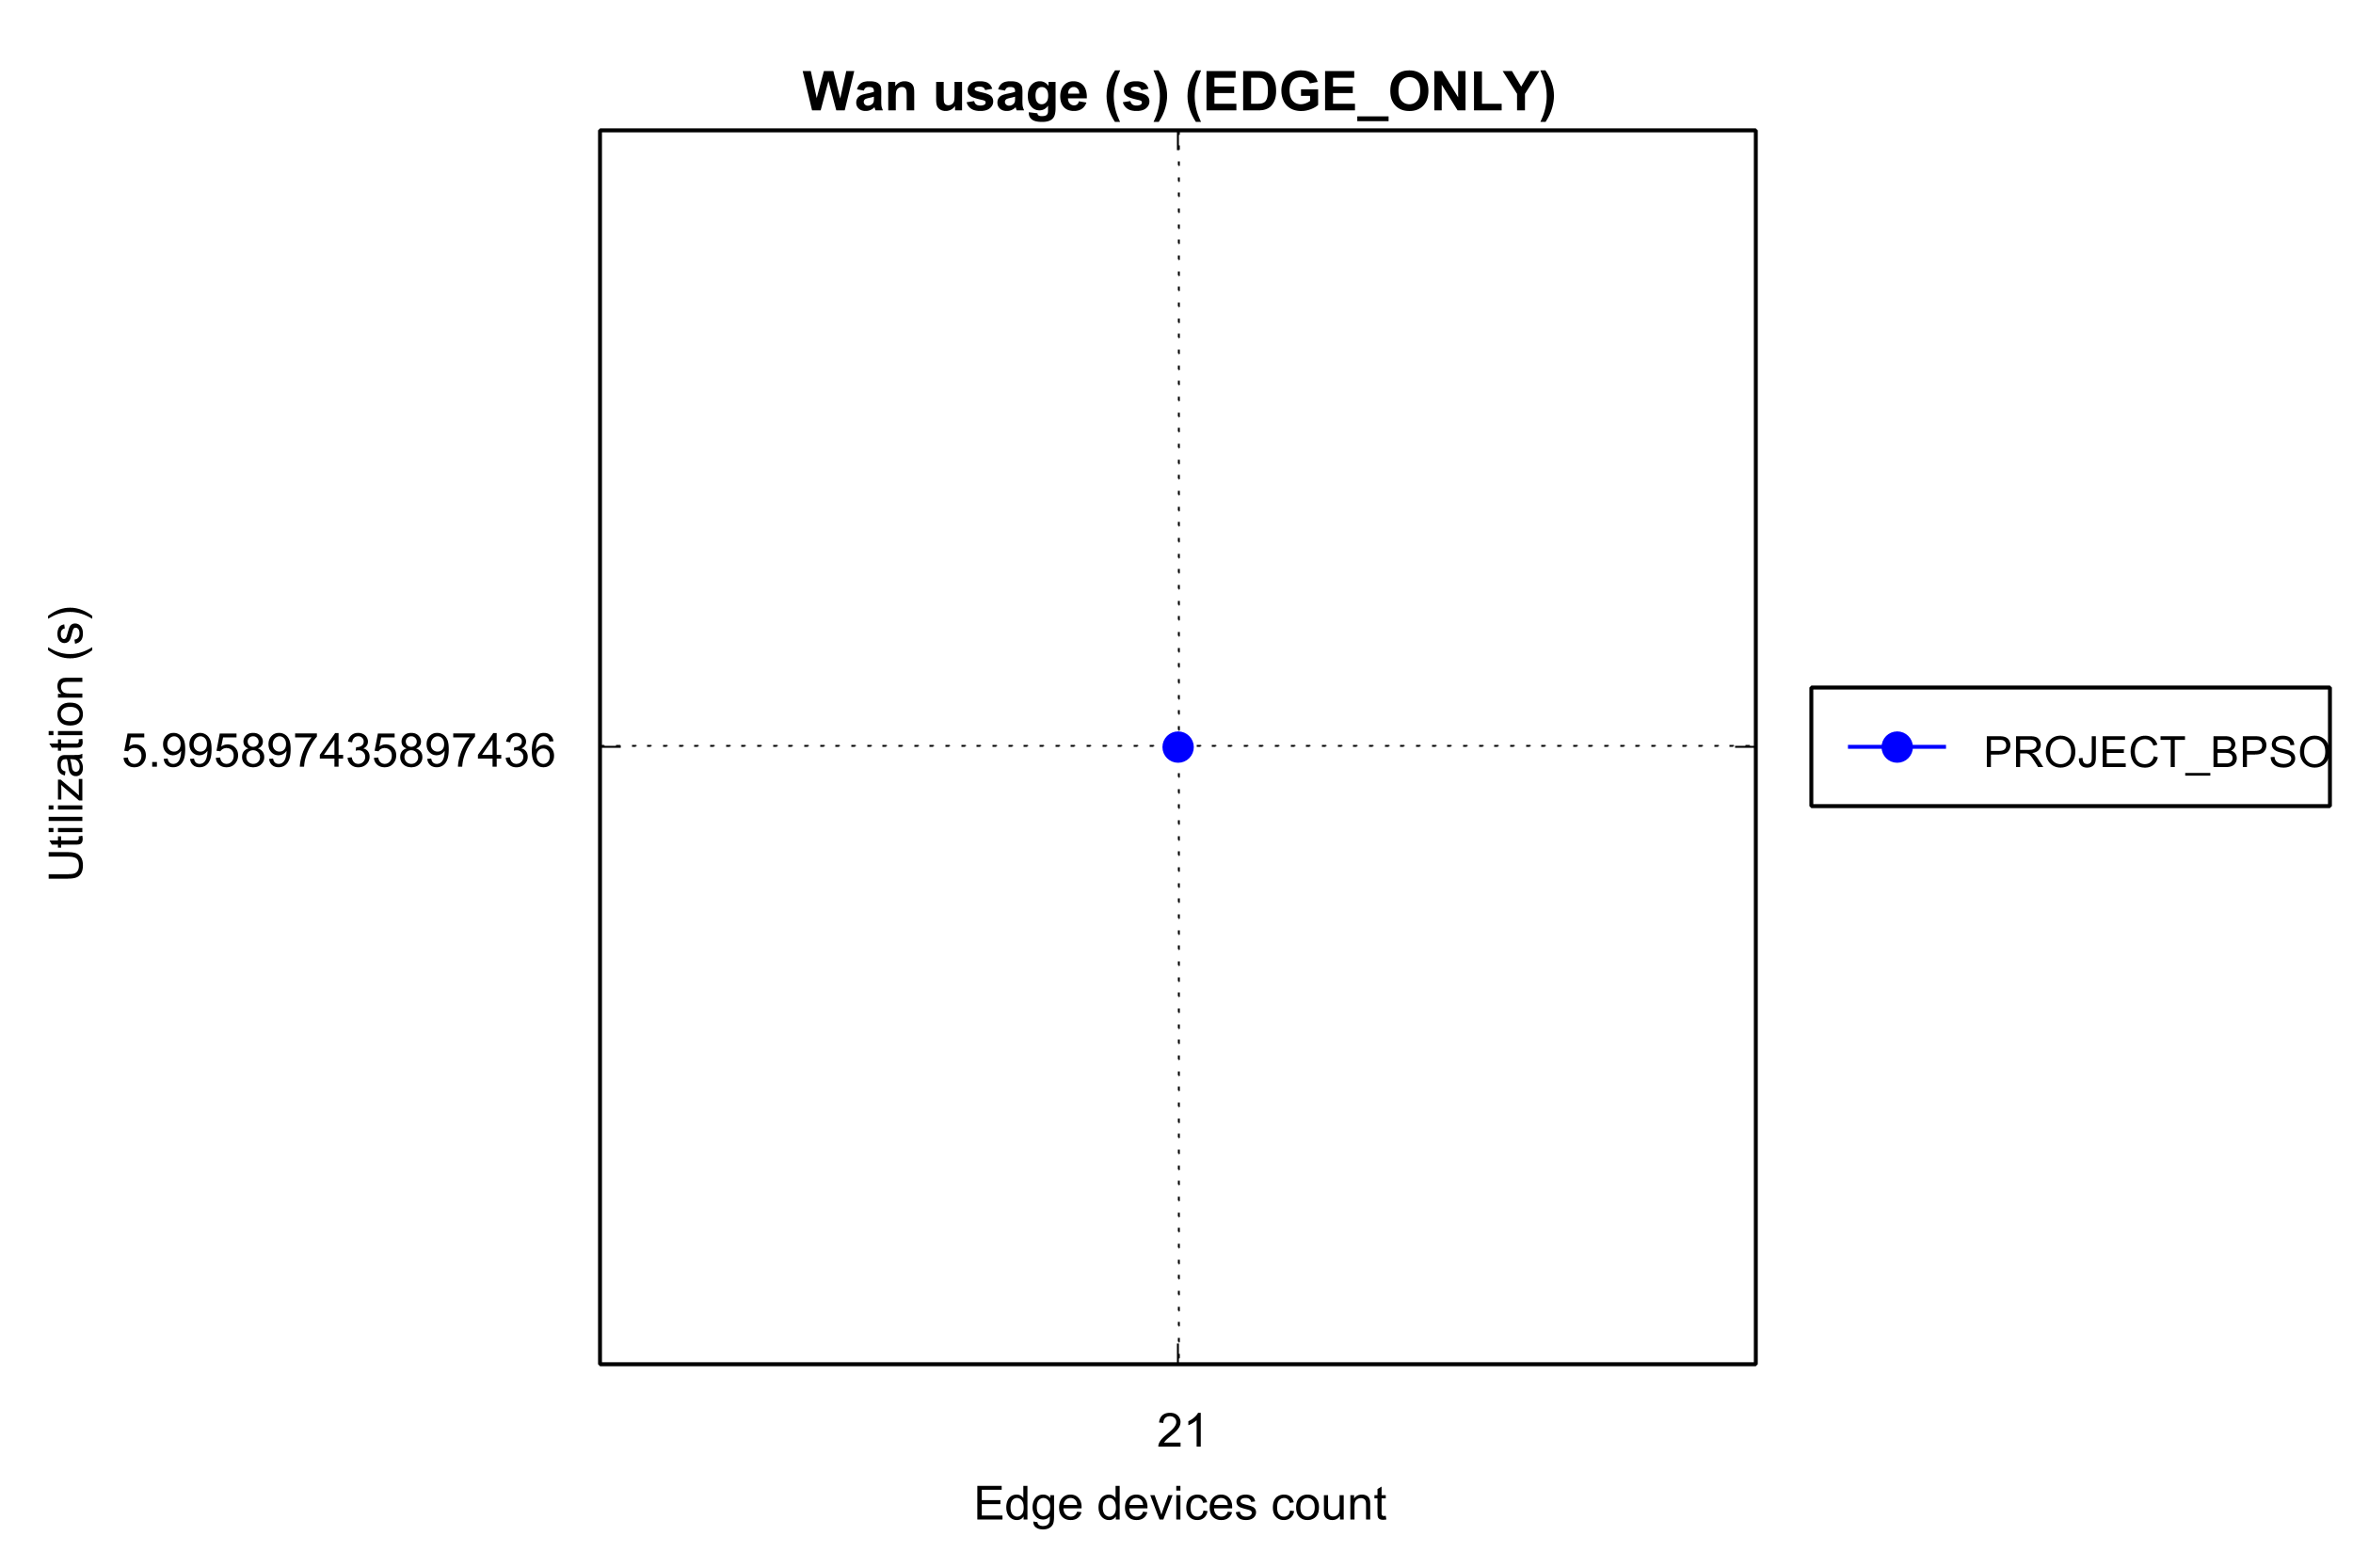 Wan usage (s) (EDGE_ONLY)
Utilization (s)
5.995897435897436
PROJECT_BPSO
21
Edge devices count